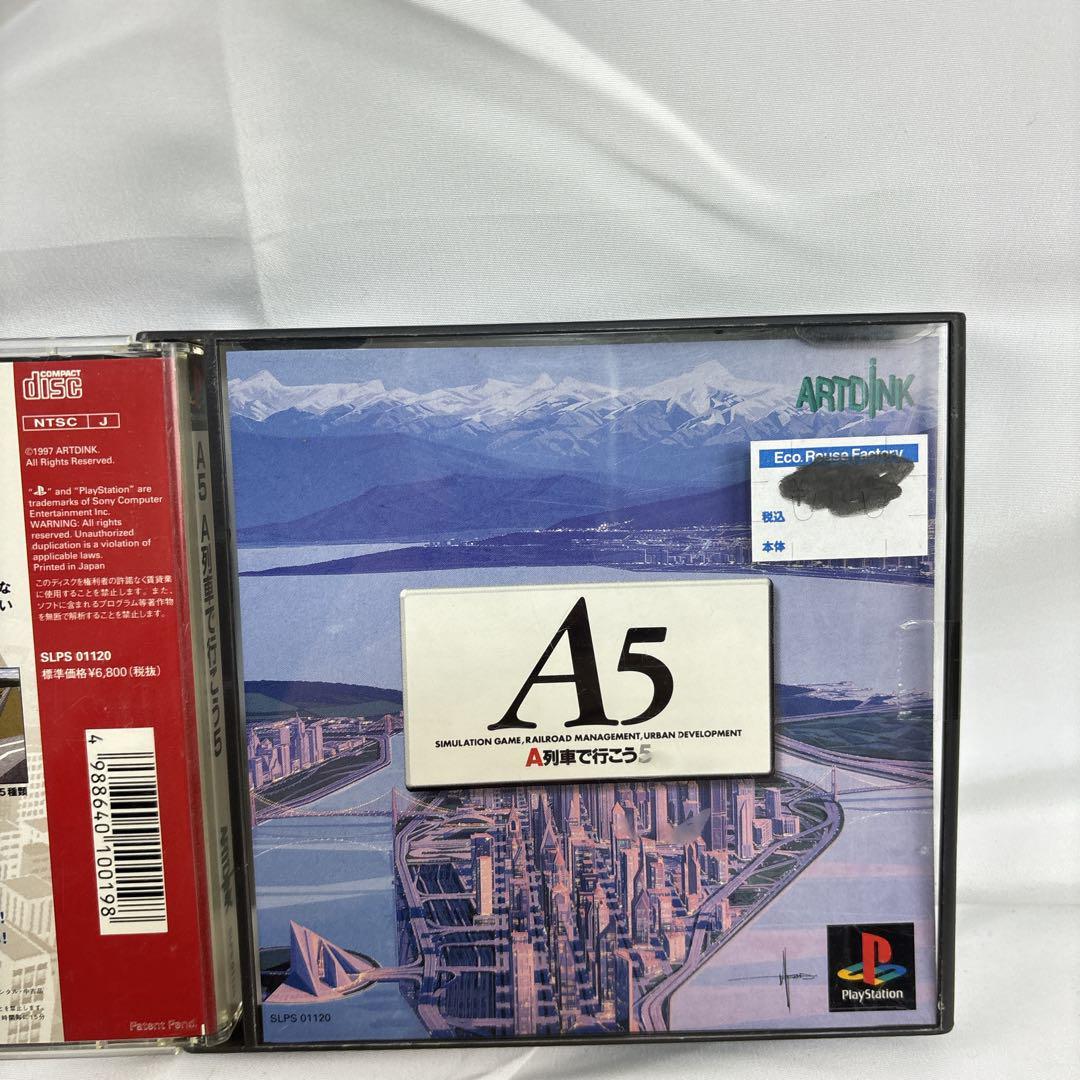 COMPACT
disc
NTSC J
©1997 ARTDINK.
All Rights Reserved.
"PS" and "PlayStation" are
trademarks of Sony Computer
Entertainment Inc.
WARNING: All rights
reserved. Unauthorized
duplication is a violation of
applicable laws.
Printed in Japan
このディスクを権利者の許諾なく賃貸業
に使用することを禁止します。また、
ソフトに含まれるプログラム等著作物
を無断で解析することを禁止します。
SLPS 01120
標準価格¥6,800(税抜)
4 988640 100198
Patent Pend.
な
い
5種類
A5 A列車で行こう5
ARTDINK
ARTDINK
Eco.Rouse Factory
税込
本体
A5
SIMULATION GAME, RAILROAD MANAGEMENT, URBAN DEVELOPMENT
A列車で行こう5
PlayStation
SLPS 01120